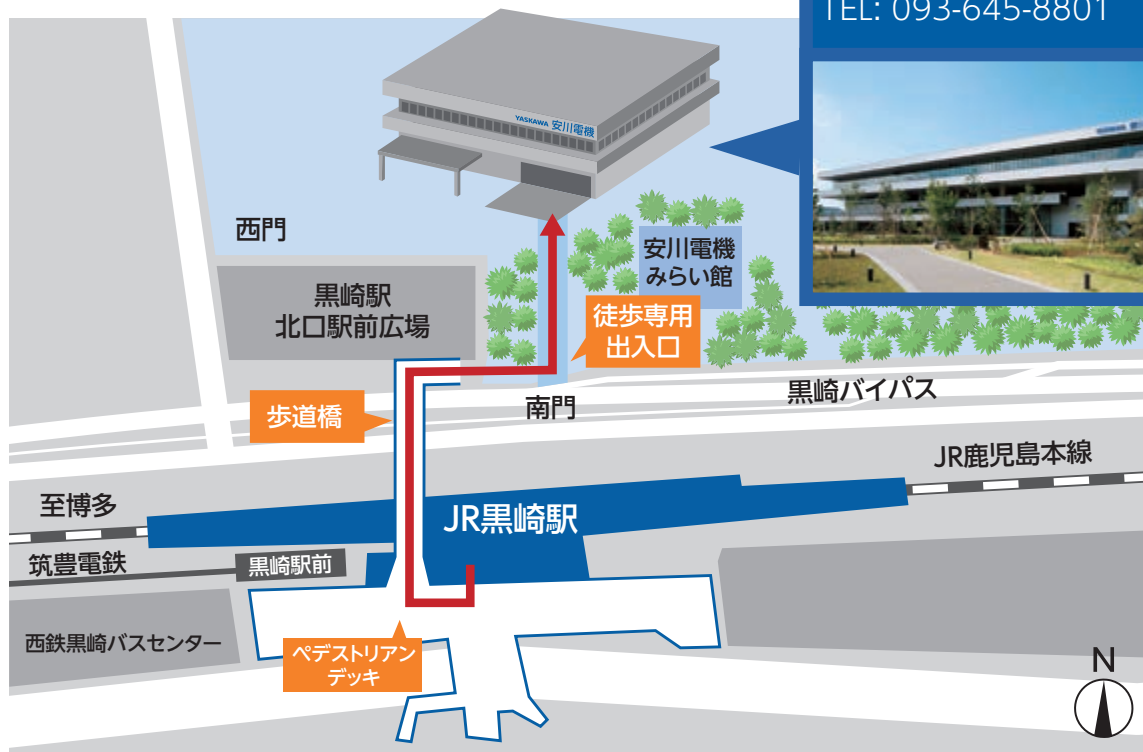 TEL: 093-645-8801
YASKAWA 安川電機
西門
安川電機
みらい館
黒崎駅
北口駅前広場
徒歩専用
出入口
歩道橋
南門
黒崎バイパス
JR鹿児島本線
至博多
JR黒崎駅
筑豊電鉄
黒崎駅前
西鉄黒崎バスセンター
ペデストリアン
デッキ
N